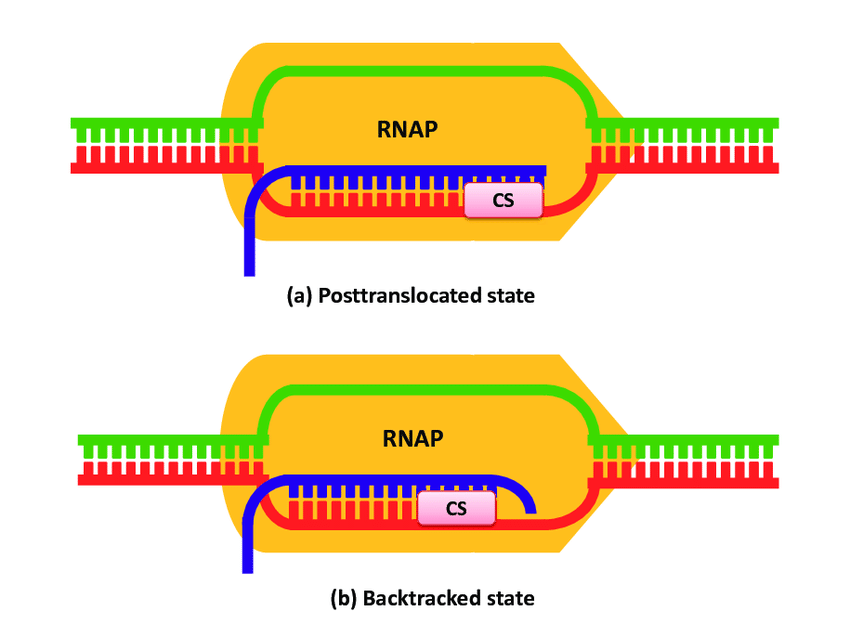 RNAP
CS
(a) Posttranslocated state
RNAP
CS
(b) Backtracked state